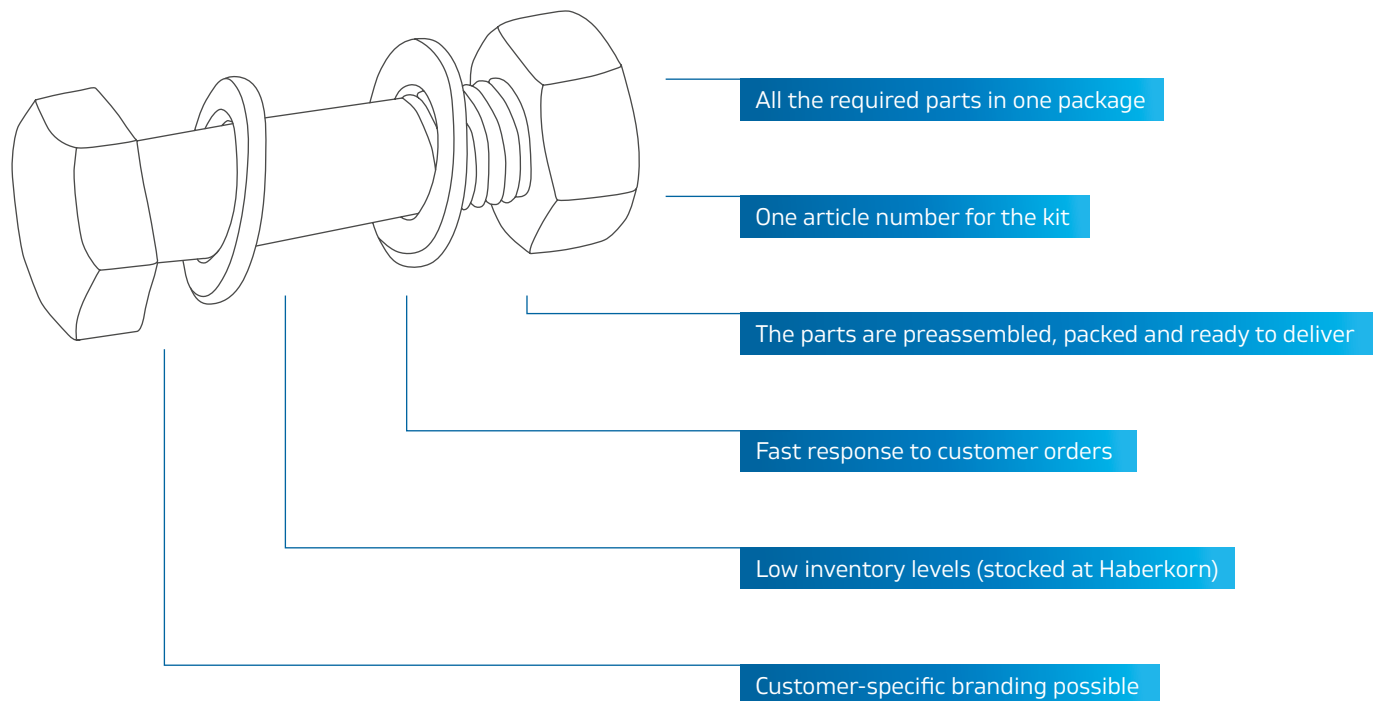 All the required parts in one package
One article number for the kit
The parts are preassembled, packed and ready to deliver
Fast response to customer orders
Low inventory levels (stocked at Haberkorn)
Customer-specific branding possible